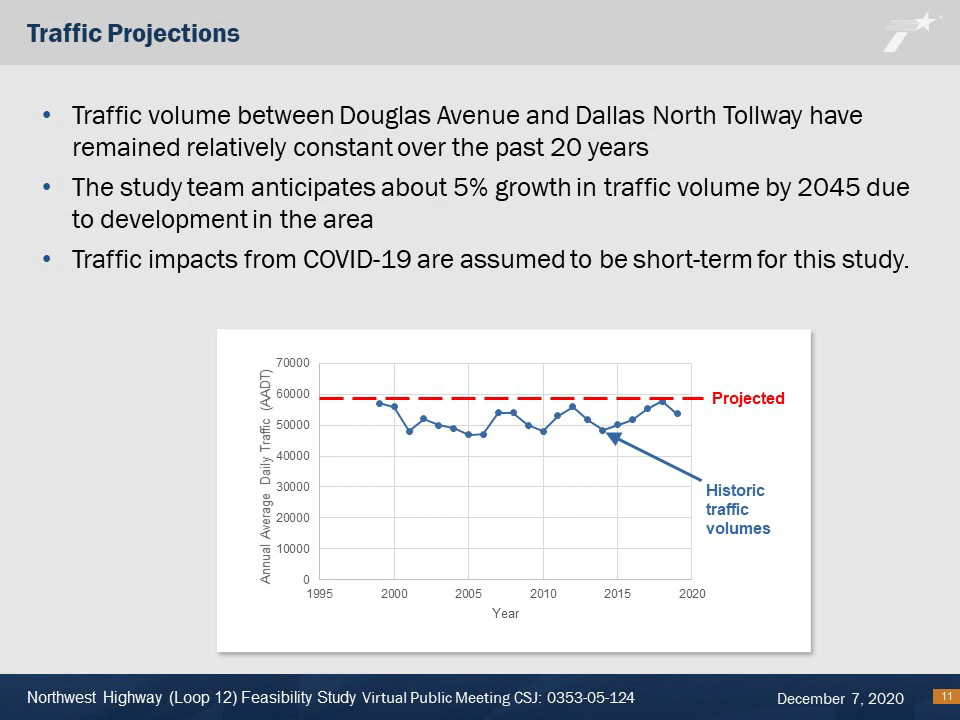 Traffic Projections
• Traffic volume between Douglas Avenue and Dallas North Tollway have
remained relatively constant over the past 20 years
• The study team anticipates about 5% growth in traffic volume by 2045 due
to development in the area
• Traffic impacts from COVID-19 are assumed to be short-term for this study.
Annual Average Daily Traffic (AADT)
70000
60000
50000
40000
30000
20000
10000
0
1995 2000 2005 2010 2015 2020
Year
Projected
Historic
traffic
volumes
Northwest Highway (Loop 12) Feasibility Study Virtual Public Meeting CSJ: 0353-05-124
December 7, 2020
11